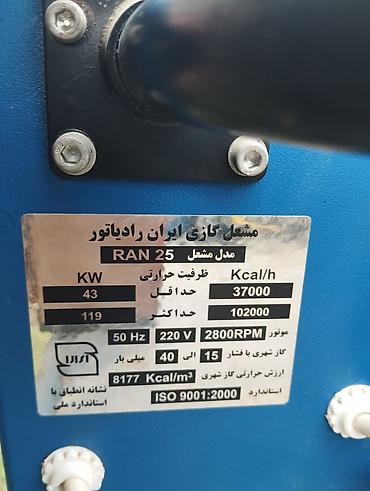 مشعل گازی ایران رادیاتور
مدل مشعل RAN 25
Kcal/h ظرفیت حرارتی KW
37000 حداقل 43
102000 حداکثر 119
موتور 2800RPM 220 V 50 Hz
گاز شهری با فشار 15 الی 40 میلی بار
ارزش حرارتی گاز شهری 8177 Kcal/m³
استاندارد ISO 9001:2000
نشانه انطباق با
استاندارد ملی